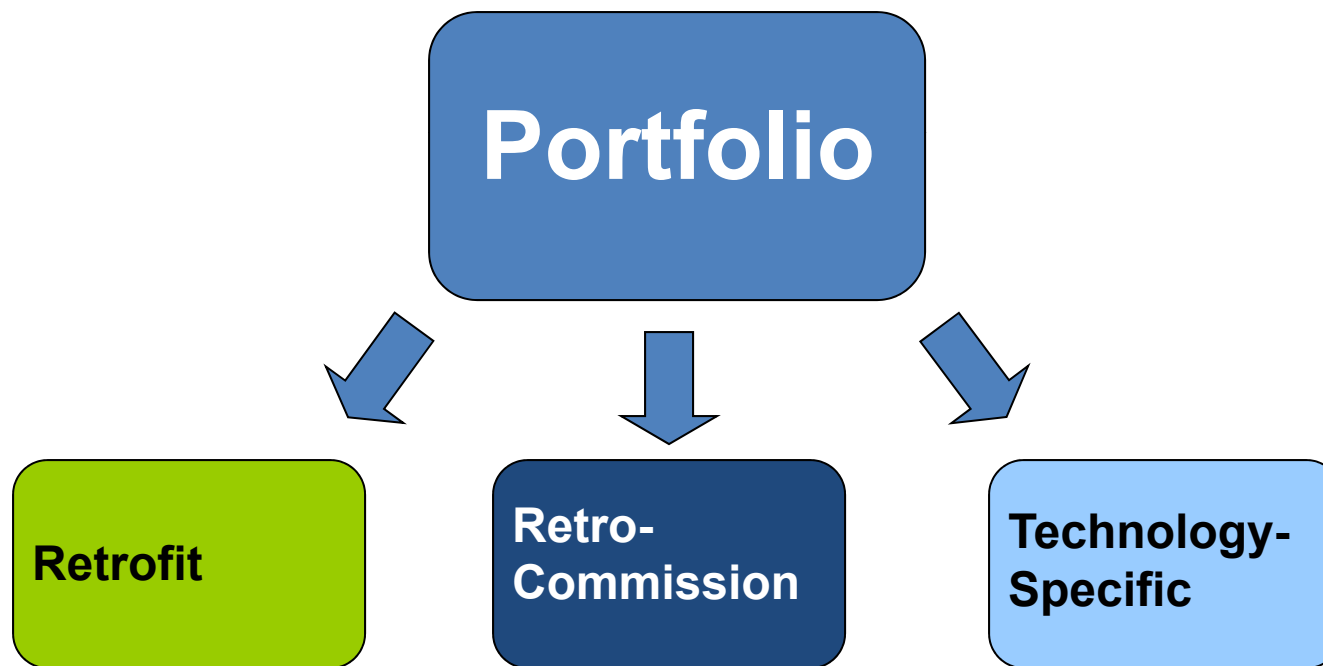 Portfolio
Retrofit
Retro-
Commission
Technology-
Specific